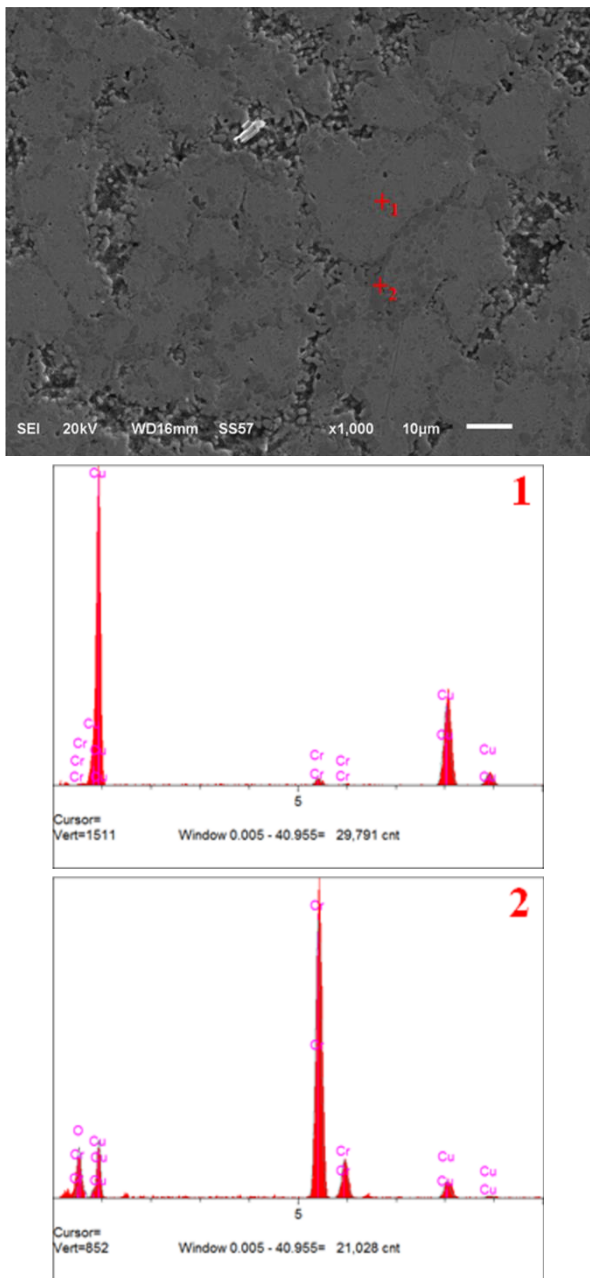 1
2
SEI 20kV WD16mm SS57 x1,000 10µm
1
Cu
Cu
Cr Cu Cu
Cr Cr Cr Cu Cu
Cr Cu Cr Cr
5
Cursor=
Vert=1511 Window 0.005 - 40.955= 29,791 cnt
2
Cr
Cr
O Cu Cr Cu Cu
Cr Cu Cr Cu Cu
Cu
5
Cursor=
Vert=852 Window 0.005 - 40.955= 21,028 cnt